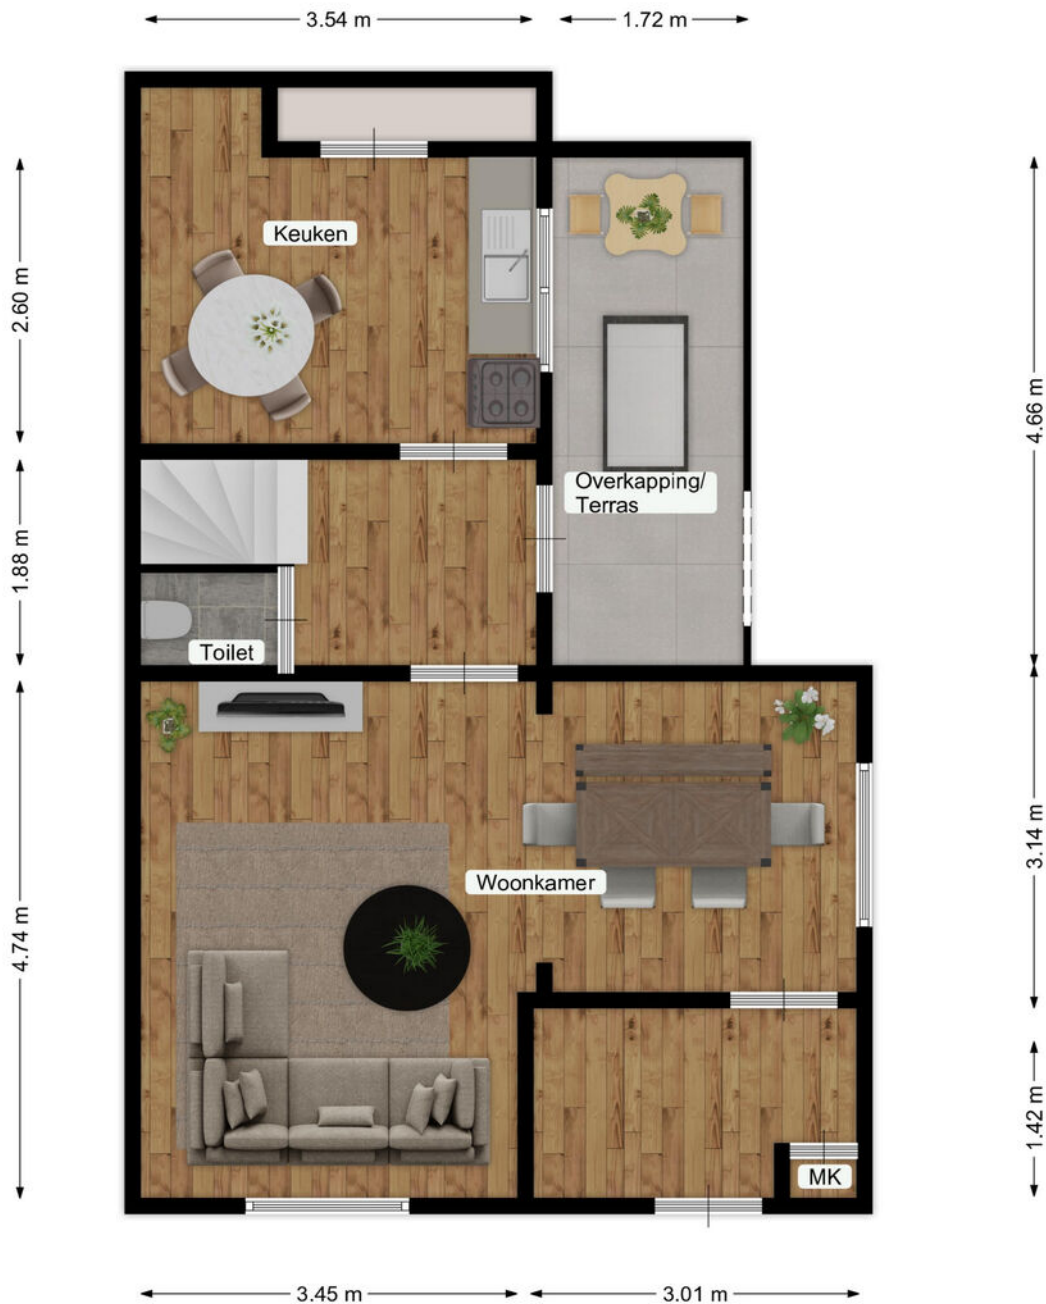 3.54 m
1.72 m
Keuken
2.60 m
4.66 m
Overkapping/
Terras
1.88 m
Toilet
3.14 m
Woonkamer
4.74 m
1.42 m
MK
3.45 m
3.01 m